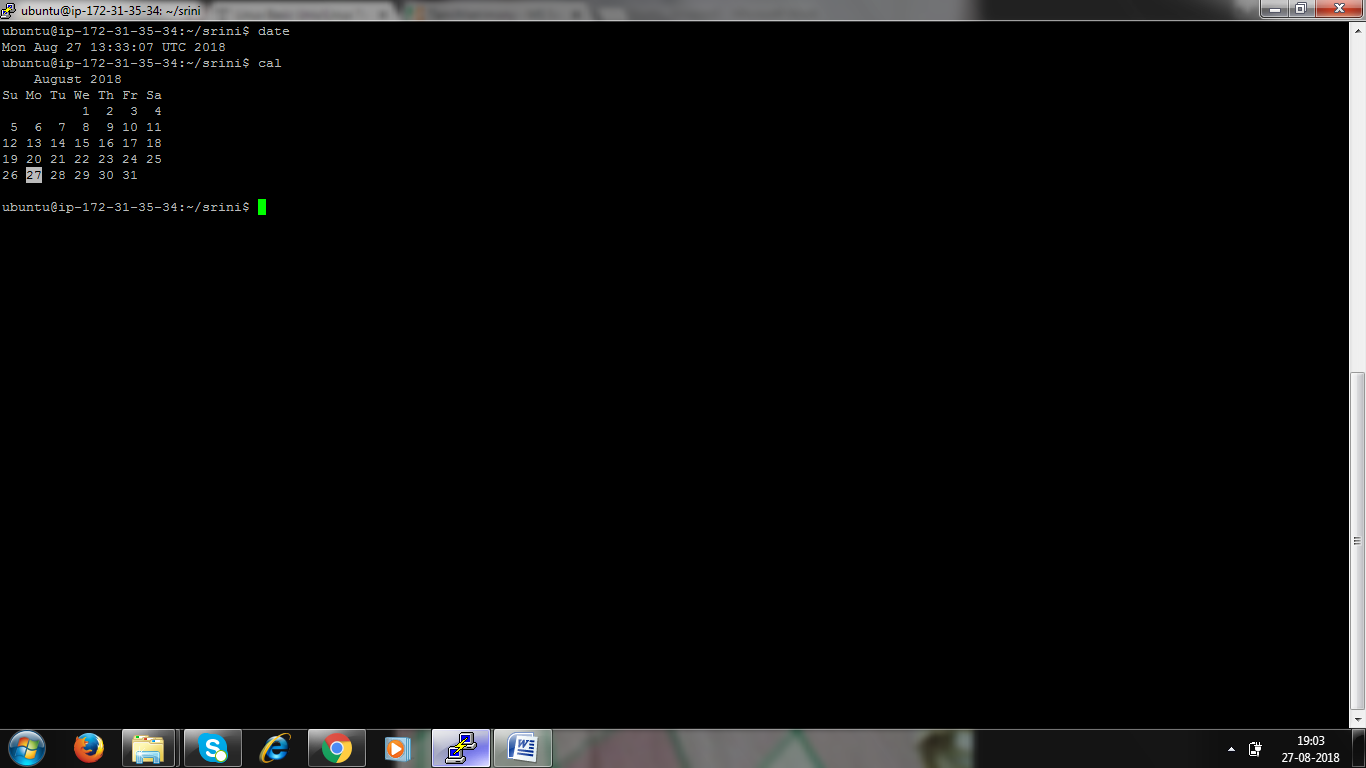 ubuntu@ip-172-31-35-34: ~/srini
ubuntu@ip-172-31-35-34:~/srini$ date
Mon Aug 27 13:33:07 UTC 2018
ubuntu@ip-172-31-35-34:~/srini$ cal
    August 2018
Su Mo Tu We Th Fr Sa
          1  2  3  4
 5  6  7  8  9 10 11
12 13 14 15 16 17 18
19 20 21 22 23 24 25
26 27 28 29 30 31
ubuntu@ip-172-31-35-34:~/srini$
19:03
27-08-2018